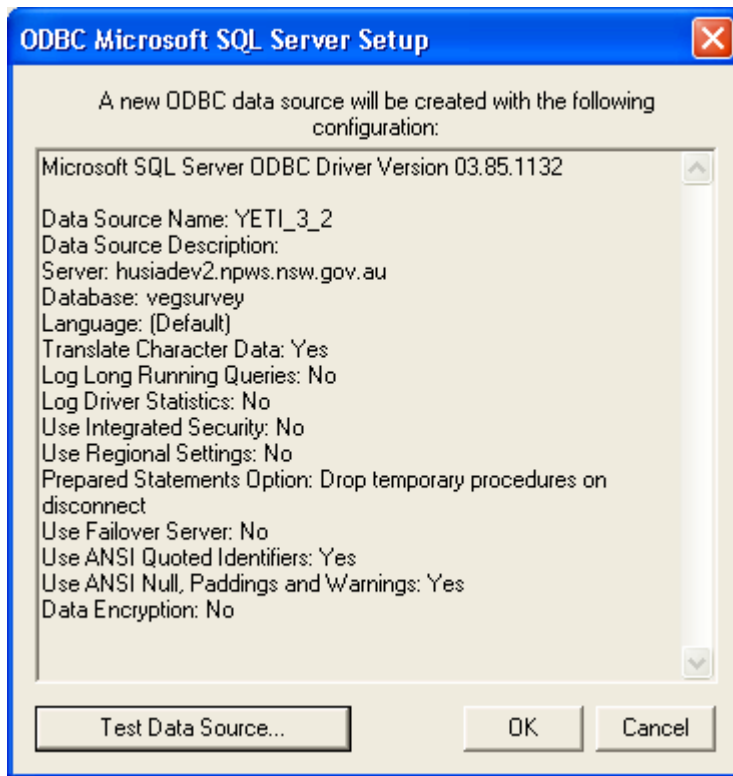 ODBC Microsoft SQL Server Setup
A new ODBC data source will be created with the following
configuration:
Microsoft SQL Server ODBC Driver Version 03.85.1132
Data Source Name: YETI_3_2
Data Source Description:
Server: husiadev2.npws.nsw.gov.au
Database: vegsurvey
Language: (Default)
Translate Character Data: Yes
Log Long Running Queries: No
Log Driver Statistics: No
Use Integrated Security: No
Use Regional Settings: No
Prepared Statements Option: Drop temporary procedures on
disconnect
Use Failover Server: No
Use ANSI Quoted Identifiers: Yes
Use ANSI Null, Paddings and Warnings: Yes
Data Encryption: No
Test Data Source... OK Cancel